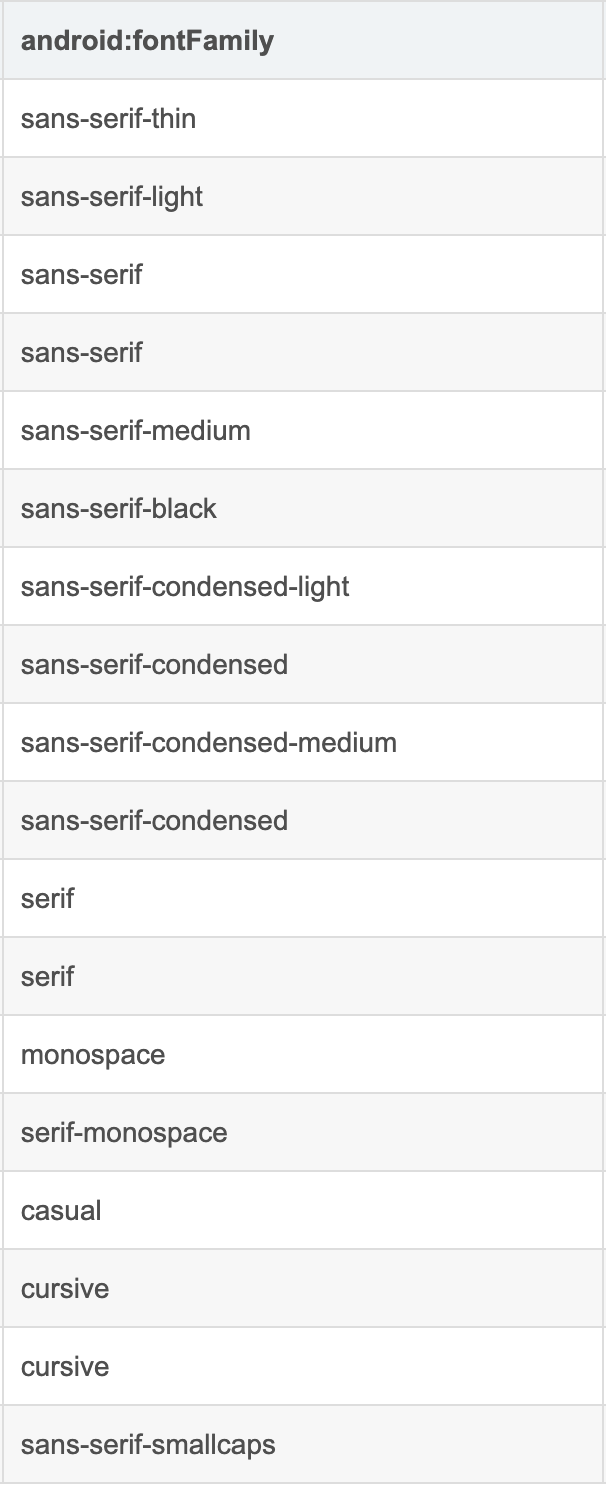 android:fontFamily
sans-serif-thin
sans-serif-light
sans-serif
sans-serif
sans-serif-medium
sans-serif-black
sans-serif-condensed-light
sans-serif-condensed
sans-serif-condensed-medium
sans-serif-condensed
serif
serif
monospace
serif-monospace
casual
cursive
cursive
sans-serif-smallcaps